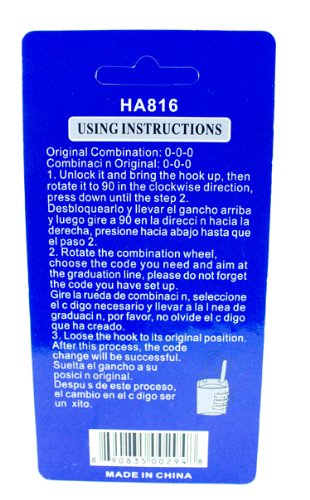 HA816
USING INSTRUCTIONS
Original Combination: 0-0-0
Combinaci n Original: 0-0-0
1. Unlock it and bring the hook up, then
rotate it to 90 in the clockwise direction,
press down until the step 2.
Desbloquearlo y llevar el gancho arriba
y luego gire a 90 en la direcci n hacia la
derecha, presione hacia abajo hasta que
el paso 2.
2. Rotate the combination wheel,
choose the code you need and aim at
the graduation line, please do not forget
the code you have set up.
Gire la rueda de combinaci n, seleccione
el c digo necesario y llevar a la l nea de
graduaci n, por favor, no olvide el c digo
que ha creado.
3. Loose the hook to its original position.
After this process, the code
change will be successful.
Suelta el gancho a su
posici n original.
Despu s de este proceso,
el cambio en el c digo ser
un xito.
8 90835 00294 8
MADE IN CHINA